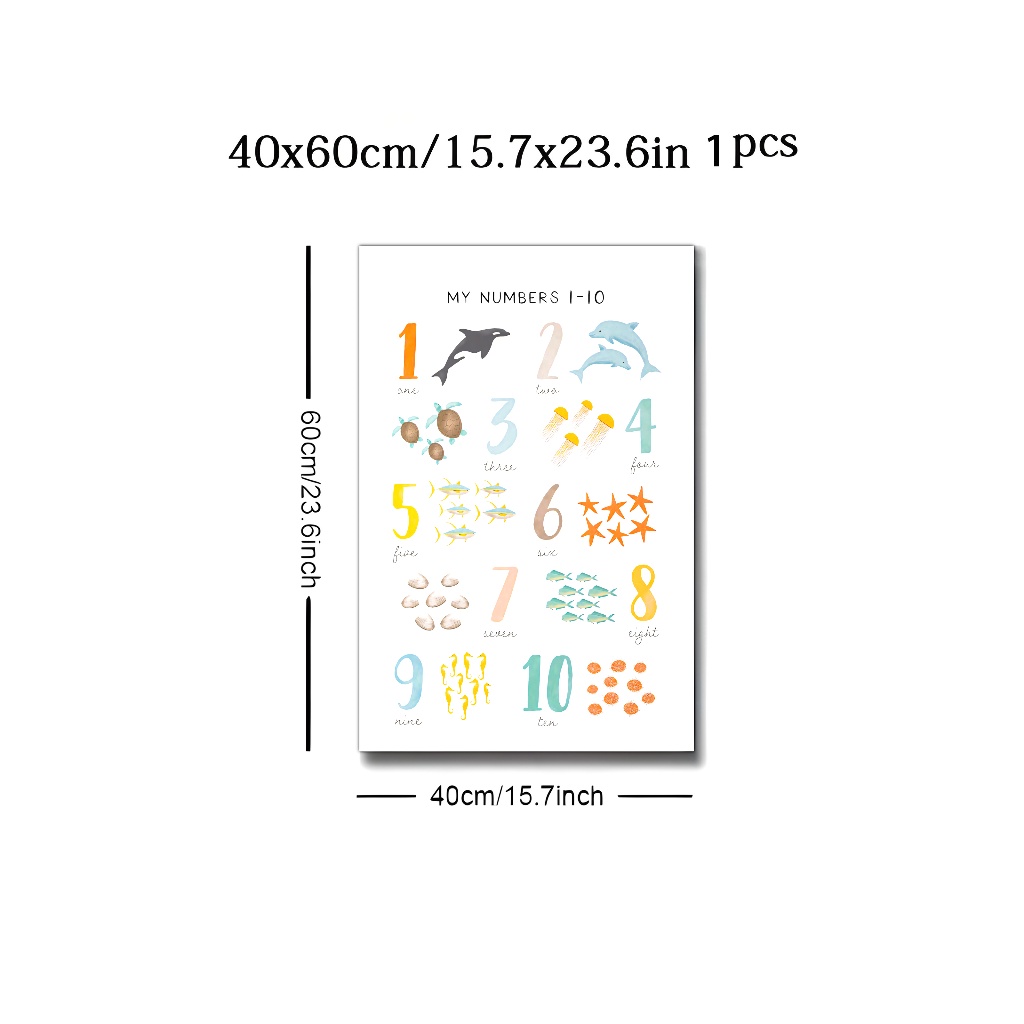 40x60cm/15.7x23.6in 1pcs
MY NUMBERS 1-10
1
one
2
two
3
three
4
four
5
five
6
six
7
seven
8
eight
9
nine
10
ten
60cm/23.6inch
40cm/15.7inch